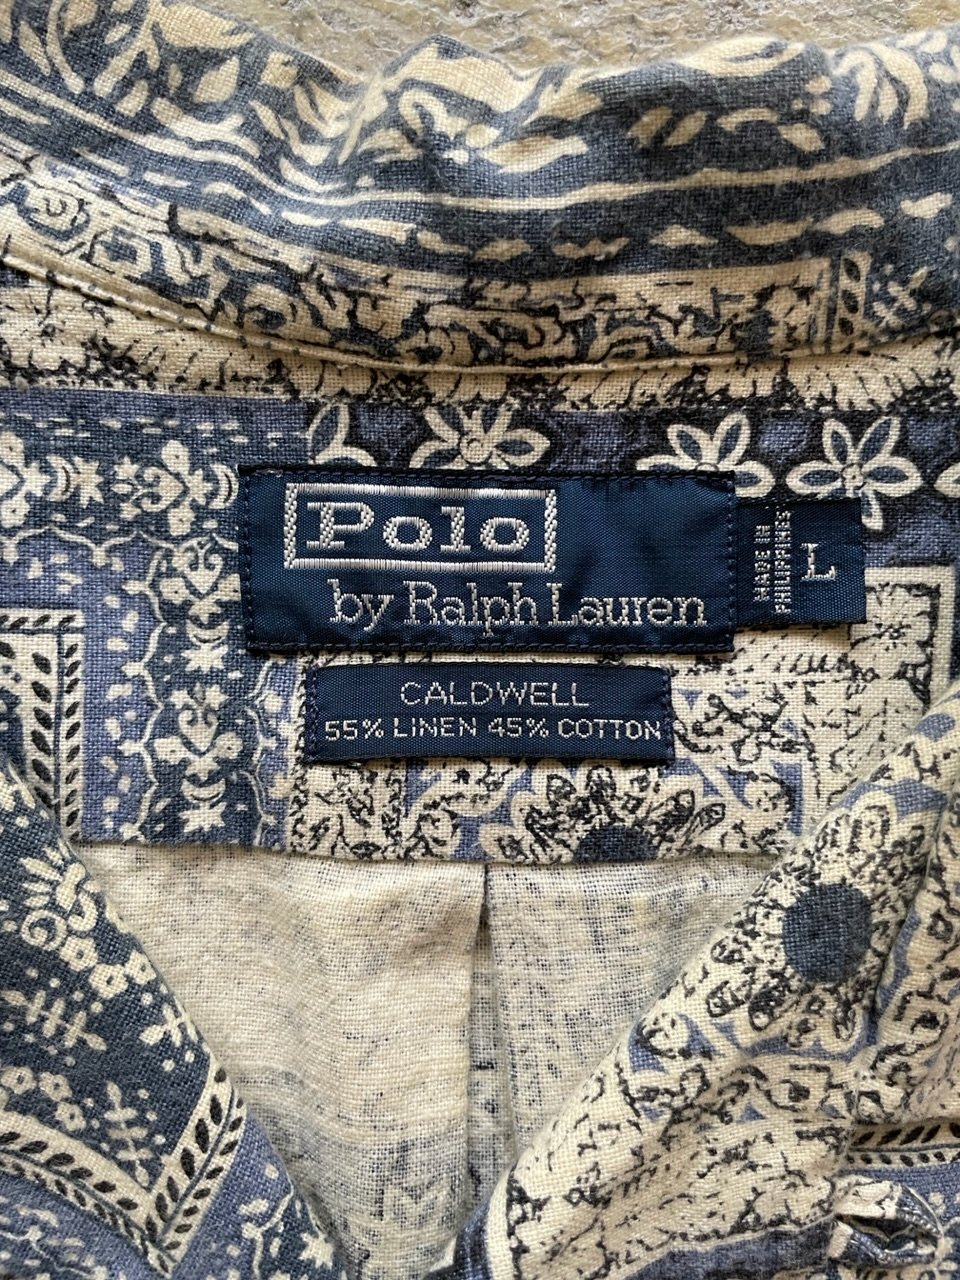 Polo
by Ralph Lauren
MADE IN
PHILIPPINES
L
CALDWELL
55% LINEN 45% COTTON